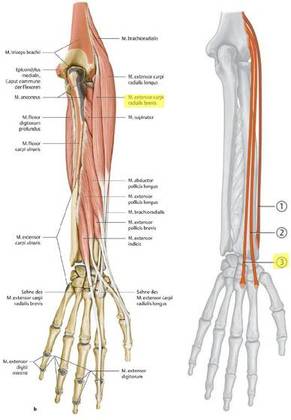 M. brachioradialis
M. triceps brachii
M. extensor carpi
radialis longus
Epicondylus
medialis,
Caput commune
der Flexoren
M. anconeus
M. extensor carpi
radialis brevis
M. flexor
digitorum
profundus
M. supinator
M. flexor
carpi ulnaris
M. abductor
pollicis longus
M. extensor
pollicis longus
M. brachioradialis
M. extensor
pollicis brevis
M. extensor
carpi ulnaris
M. extensor
indicis
Sehne des
M. extensor carpi
radialis brevis
Sehne des
M. extensor carpi
radialis longus
M. extensor
digiti
minimi
M. extensor
digitorum
b
1
2
3